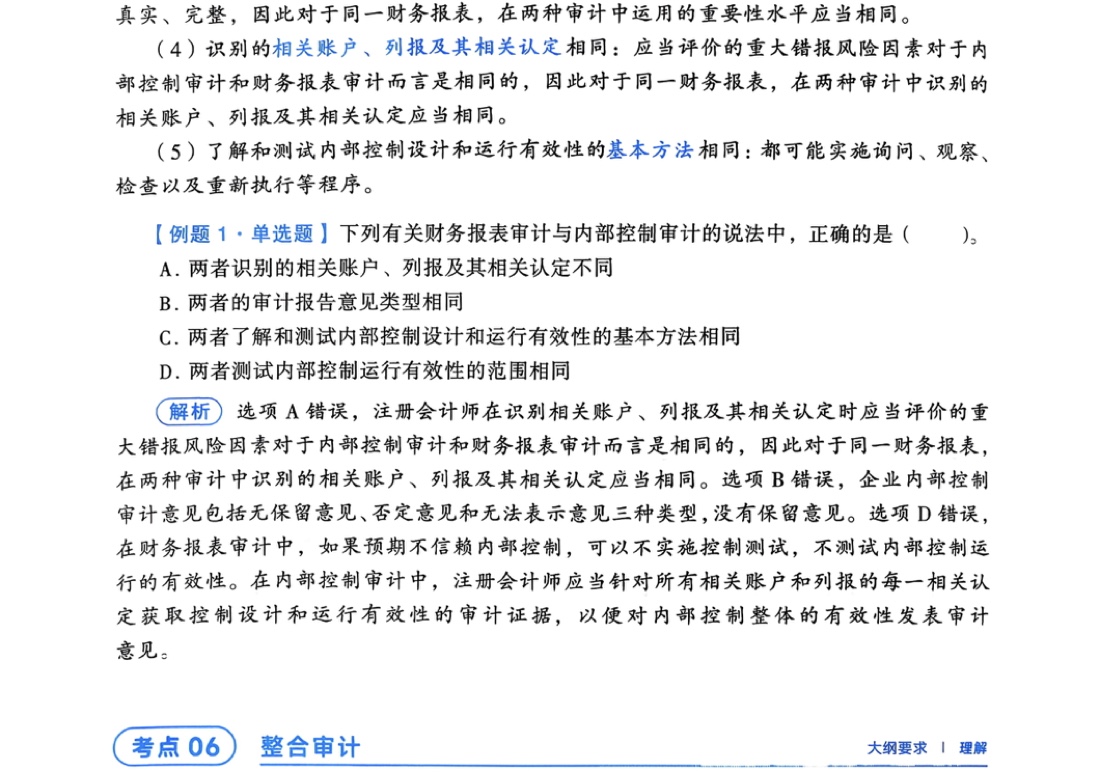 真实、完整，因此对于同一财务报表，在两种审计中运用的重要性水平应当相同。
（4）识别的相关账户、列报及其相关认定相同：应当评价的重大错报风险因素对于内
部控制审计和财务报表审计而言是相同的，因此对于同一财务报表，在两种审计中识别的
相关账户、列报及其相关认定应当相同。
（5）了解和测试内部控制设计和运行有效性的基本方法相同：都可能实施询问、观察、
检查以及重新执行等程序。
【例题1·单选题】下列有关财务报表审计与内部控制审计的说法中，正确的是（　　）。
A. 两者识别的相关账户、列报及其相关认定不同
B. 两者的审计报告意见类型相同
C. 两者了解和测试内部控制设计和运行有效性的基本方法相同
D. 两者测试内部控制运行有效性的范围相同
解析 选项A错误，注册会计师在识别相关账户、列报及其相关认定时应当评价的重
大错报风险因素对于内部控制审计和财务报表审计而言是相同的，因此对于同一财务报表，
在两种审计中识别的相关账户、列报及其相关认定应当相同。选项B错误，企业内部控制
审计意见包括无保留意见、否定意见和无法表示意见三种类型，没有保留意见。选项D错误，
在财务报表审计中，如果预期不信赖内部控制，可以不实施控制测试，不测试内部控制运
行的有效性。在内部控制审计中，注册会计师应当针对所有相关账户和列报的每一相关认
定获取控制设计和运行有效性的审计证据，以便对内部控制整体的有效性发表审计
意见。
考点06 整合审计 大纲要求 | 理解